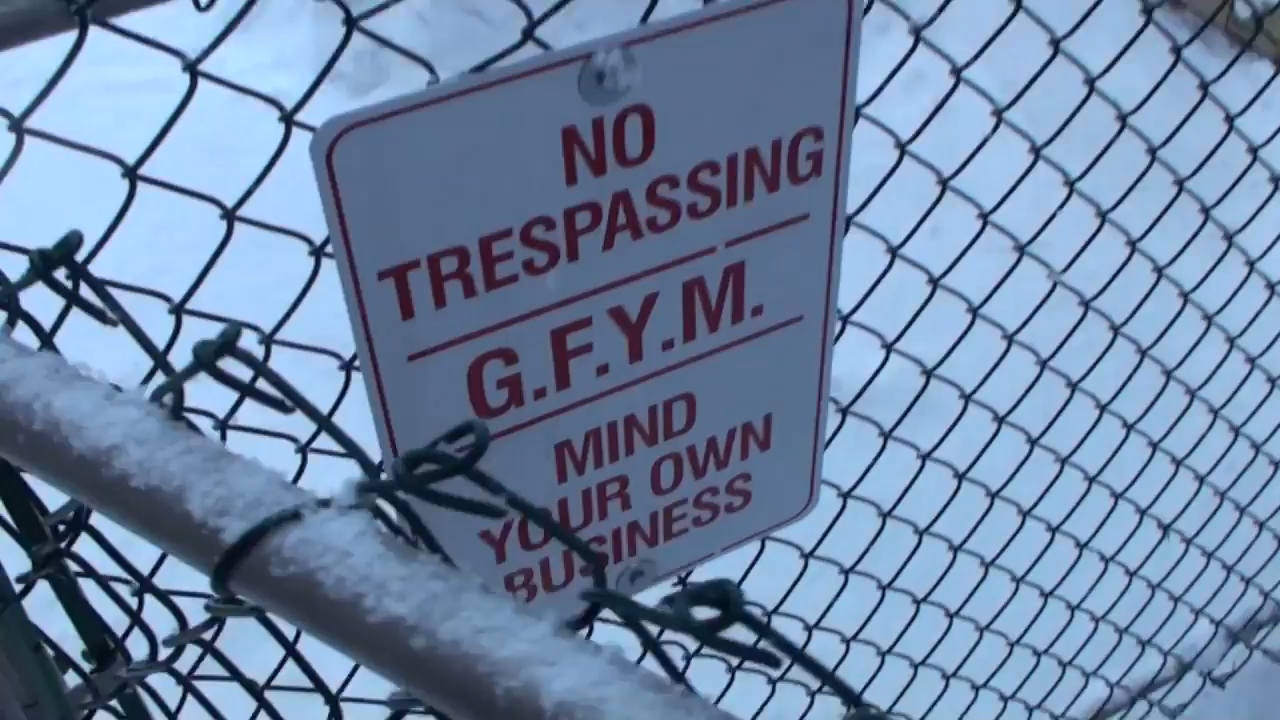 NO
TRESPASSING
G.F.Y.M.
MIND
YOUR OWN
BUSINESS